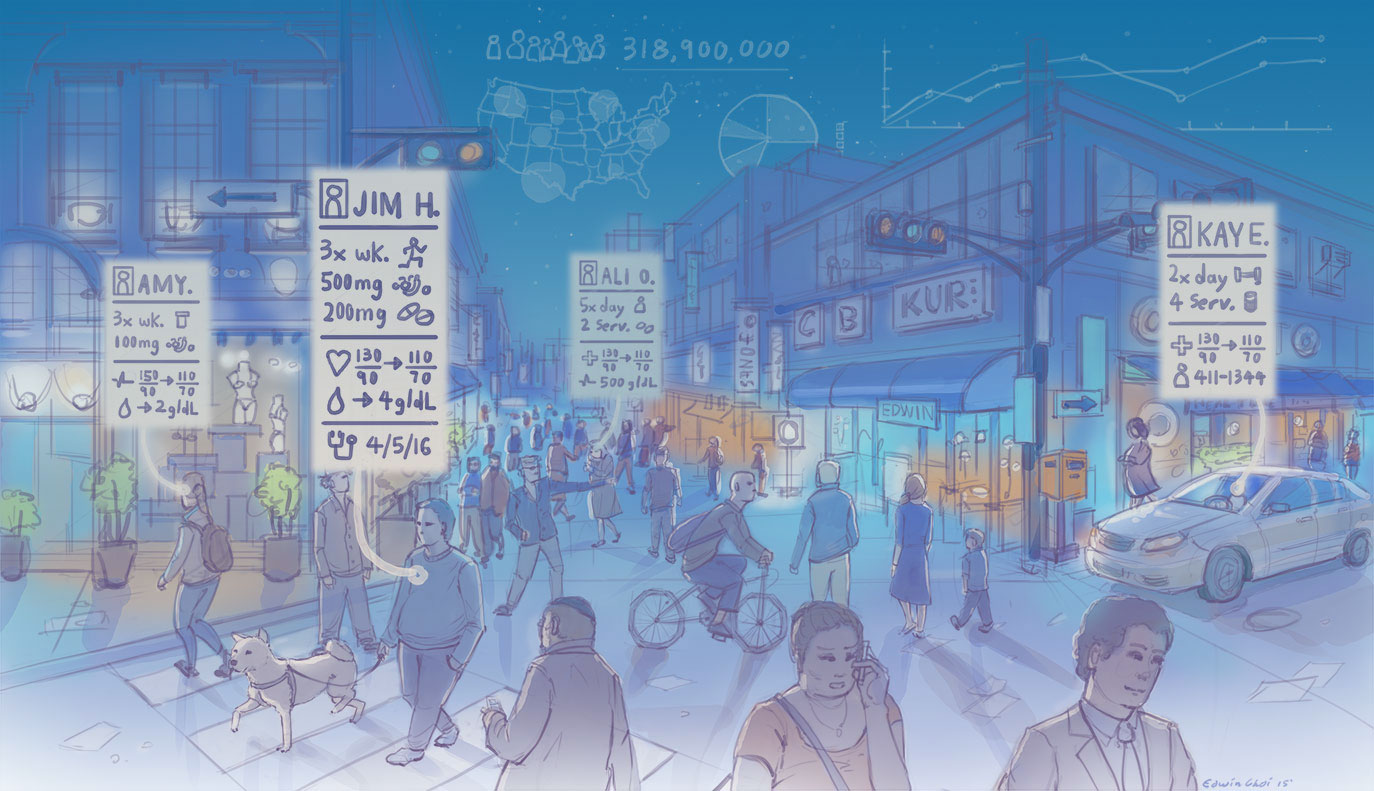 318,900,000
JIM H.
3x wk.
500mg
200mg
130/90 → 110/70
→ 4g/dL
4/5/16
AMY.
3x wk.
100mg
150/90 → 110/70
→ 2g/dL
ALI O.
5x day
2 Serv.
130/90 → 110/70
500g/dL
KAY E.
2x day
4 Serv.
130/90 → 110/70
411-1344
C B
KUR
EDWIN
Edwin Choi 15'